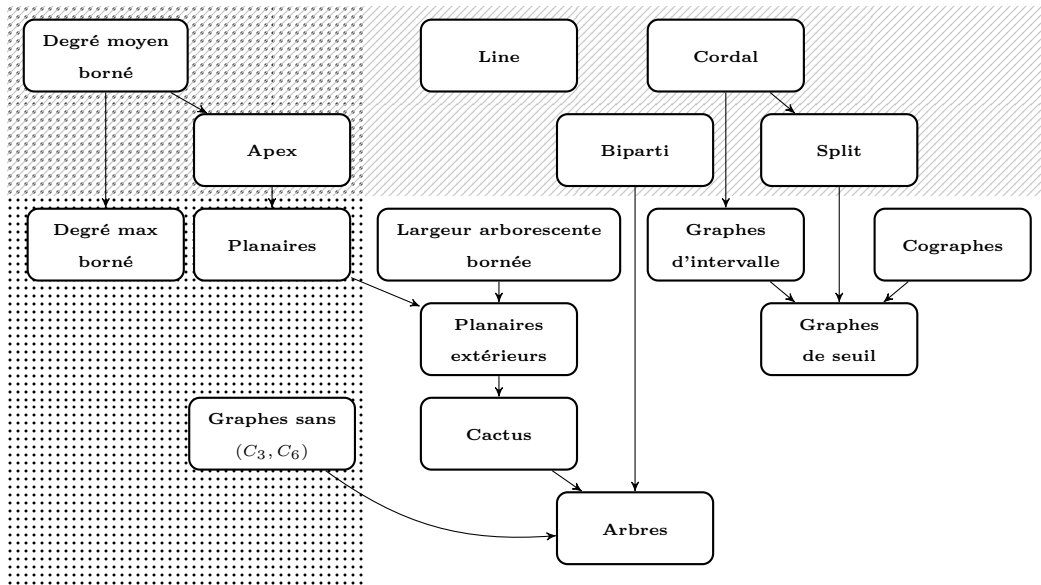 Degré moyen
borné
Line
Cordal
Apex
Biparti
Split
Degré max
borné
Planaires
Largeur arborescente
bornée
Graphes
d'intervalle
Cographes
Planaires
extérieurs
Graphes
de seuil
Graphes sans
(C₃, C₆)
Cactus
Arbres